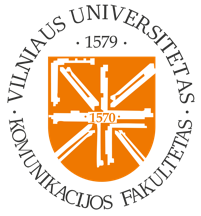 VILNIAUS UNIVERSITETAS
· 1579 ·
· 1570 ·
· KOMUNIKACIJOS FAKULTETAS ·